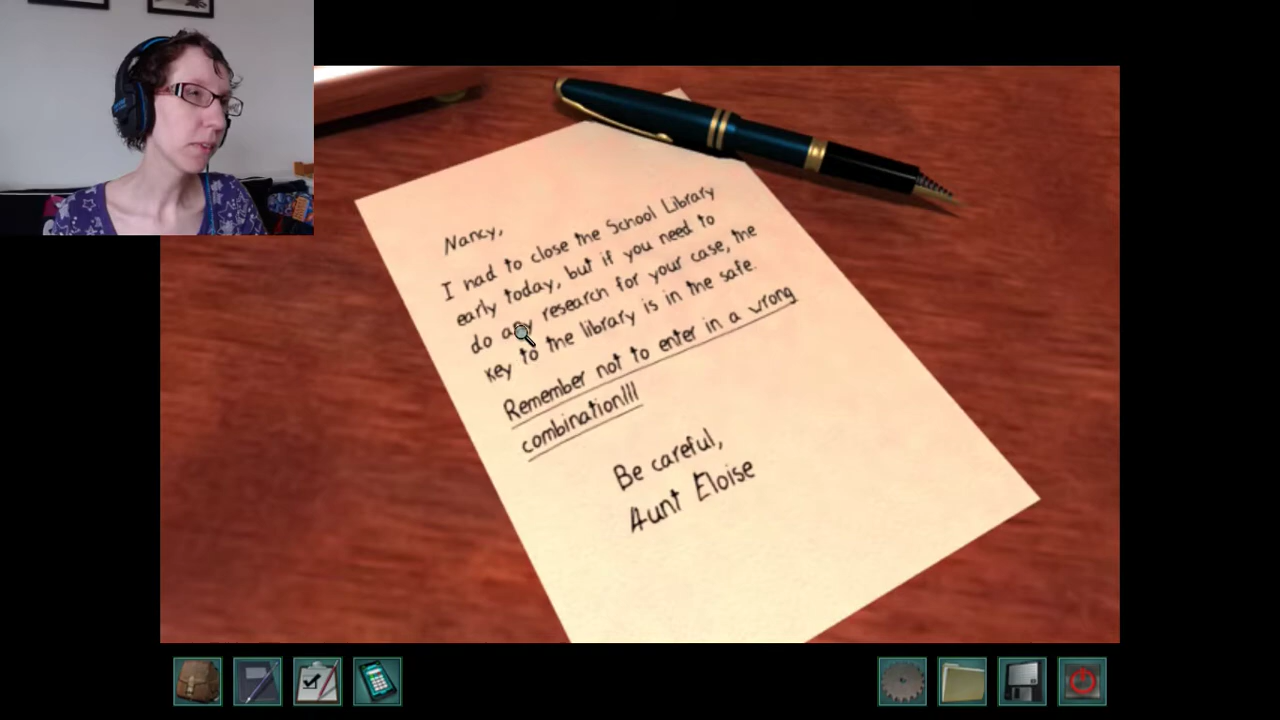 Nancy,
I had to close the School Library
early today, but if you need to
do any research for your case, the
key to the library is in the safe.
Remember not to enter in a wrong
combination!!!
Be careful,
Aunt Eloise